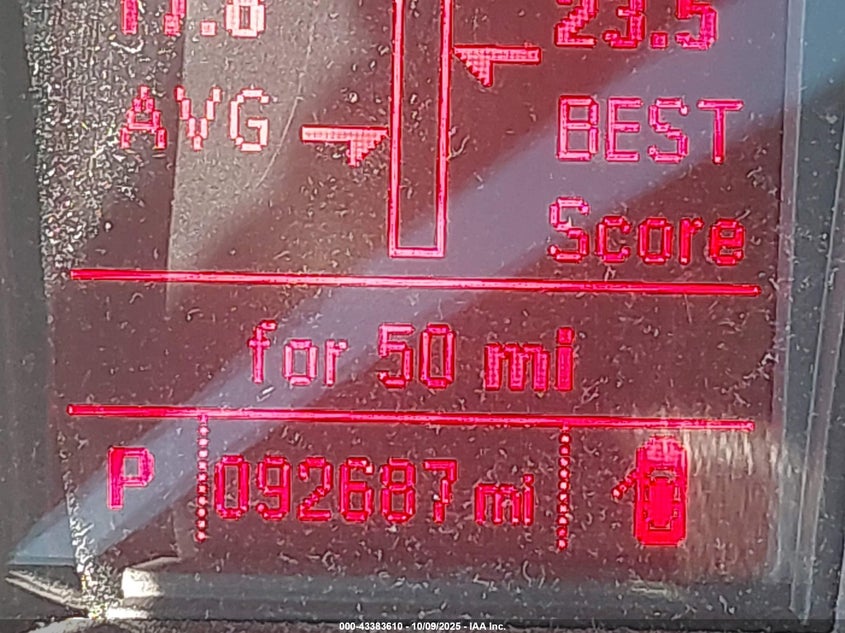 23.5
AVG
BEST
Score
for 50 mi
P 092687 mi
000-43383610 - 10/09/2025 - IAA Inc.